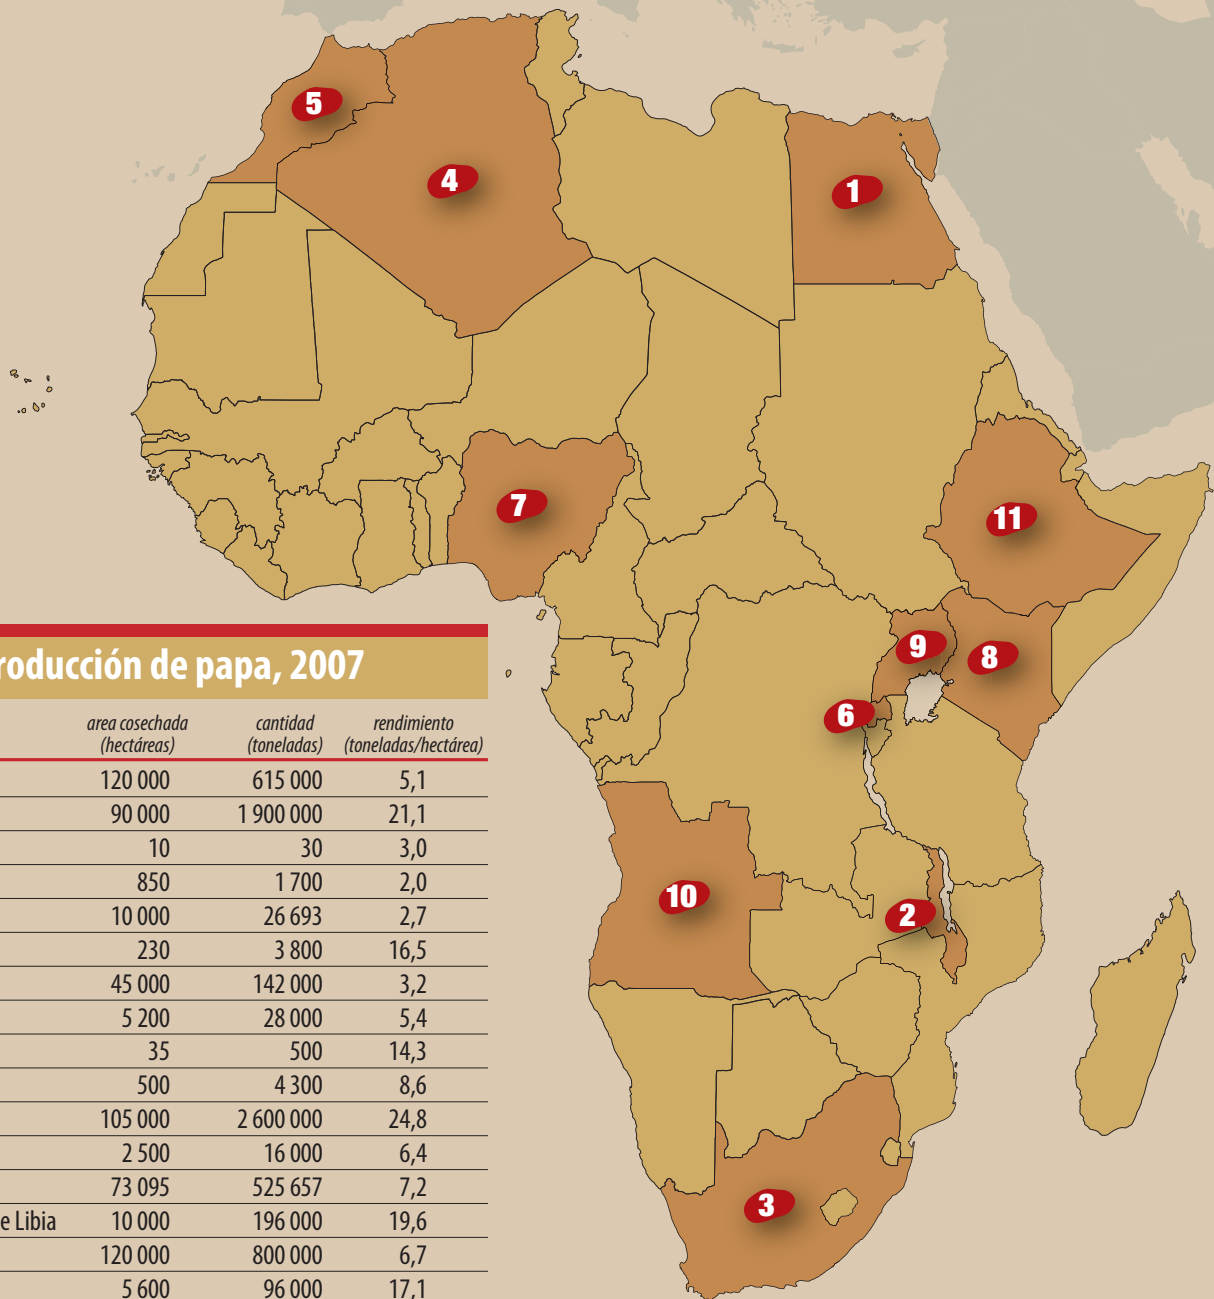 5
4
1
7
11
9
8
6
10
2
3
roducción de papa, 2007
area cosechada cantidad rendimiento
(hectáreas) (toneladas) (toneladas/hectárea)
120 000 615 000 5,1
90 000 1 900 000 21,1
10 30 3,0
850 1 700 2,0
10 000 26 693 2,7
230 3 800 16,5
45 000 142 000 3,2
5 200 28 000 5,4
35 500 14,3
500 4 300 8,6
105 000 2 600 000 24,8
2 500 16 000 6,4
73 095 525 657 7,2
e Libia 10 000 196 000 19,6
120 000 800 000 6,7
5 600 96 000 17,1